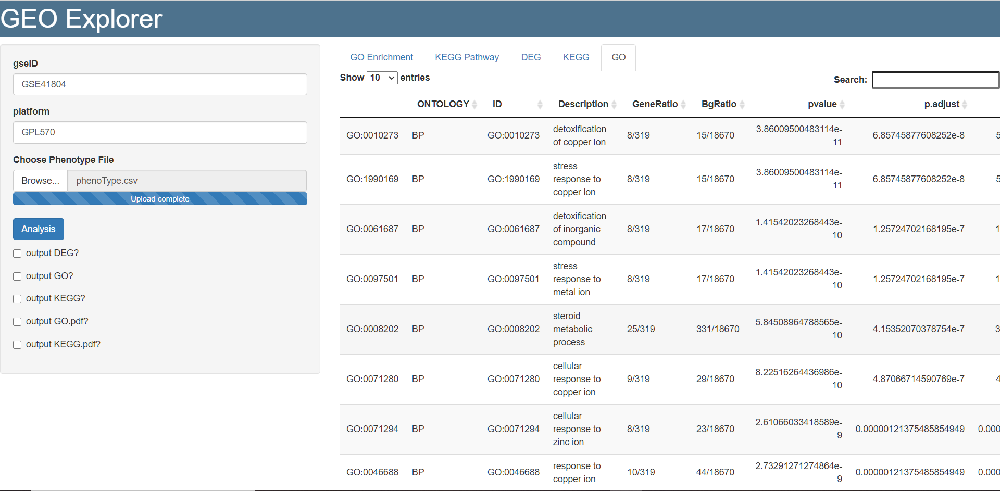 GEO Explorer
gseID
GSE41804
platform
GPL570
Choose Phenotype File
Browse... phenoType.csv
Upload complete
Analysis
output DEG?
output GO?
output KEGG?
output GO.pdf?
output KEGG.pdf?
GO Enrichment KEGG Pathway DEG KEGG GO
Show 10 entries Search:
ONTOLOGY ID Description GeneRatio BgRatio pvalue p.adjust
GO:0010273 BP GO:0010273 detoxification of copper ion 8/319 15/18670 3.86009500483114e-11 6.85745877608252e-8 5
GO:1990169 BP GO:1990169 stress response to copper ion 8/319 15/18670 3.86009500483114e-11 6.85745877608252e-8 5
GO:0061687 BP GO:0061687 detoxification of inorganic compound 8/319 17/18670 1.41542023268443e-10 1.25724702168195e-7 1
GO:0097501 BP GO:0097501 stress response to metal ion 8/319 17/18670 1.41542023268443e-10 1.25724702168195e-7 1
GO:0008202 BP GO:0008202 steroid metabolic process 25/319 331/18670 5.84508964788565e-10 4.15352070378754e-7 3
GO:0071280 BP GO:0071280 cellular response to copper ion 9/319 29/18670 8.22516264436986e-10 4.87066714590769e-7 4
GO:0071294 BP GO:0071294 cellular response to zinc ion 8/319 23/18670 2.61066033418589e-9 0.00000121375485854949 0.000
GO:0046688 BP GO:0046688 response to copper ion 10/319 44/18670 2.73291271274864e-9 0.00000121375485854949 0.000